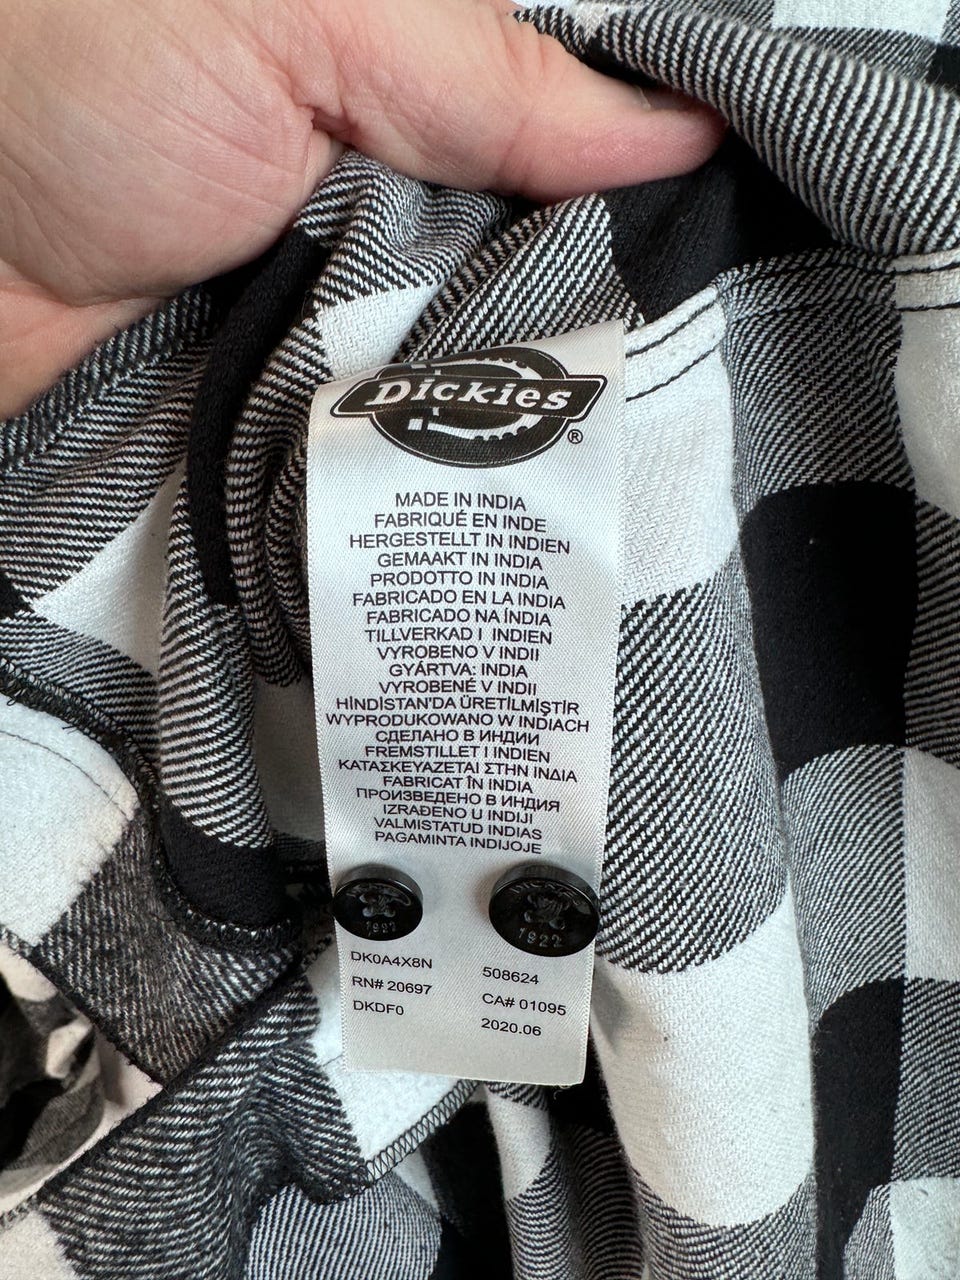 Dickies
®
MADE IN INDIA
FABRIQUÉ EN INDE
HERGESTELLT IN INDIEN
GEMAAKT IN INDIA
PRODOTTO IN INDIA
FABRICADO EN LA INDIA
FABRICADO NA ÍNDIA
TILLVERKAD I INDIEN
VYROBENO V INDII
GYÁRTVA: INDIA
VYROBENÉ V INDII
HİNDİSTAN'DA ÜRETİLMİŞTİR
WYPRODUKOWANO W INDIACH
СДЕЛАНО В ИНДИИ
FREMSTILLET I INDIEN
ΚΑΤΑΣΚΕΥΑΖΕΤΑΙ ΣΤΗΝ ΙΝΔΙΑ
FABRICAT ÎN INDIA
ПРОИЗВЕДЕНО В ИНДИЯ
IZRAĐENO U INDIJI
VALMISTATUD INDIAS
PAGAMINTA INDIJOJE
1922
DICKIES
1922
DK0A4X8N 508624
RN# 20697 CA# 01095
DKDF0 2020.06